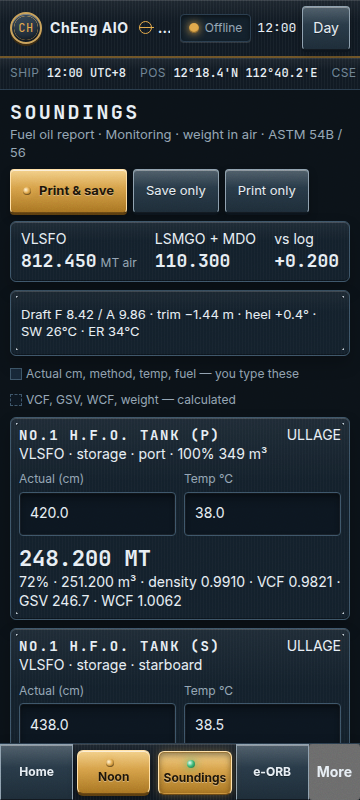 CH ChEng AIO ... Offline 12:00 Day
SHIP 12:00 UTC+8 POS 12°18.4'N 112°40.2'E CSE
SOUNDINGS
Fuel oil report · Monitoring · weight in air · ASTM 54B /
56
Print & save Save only Print only
VLSFO LSMGO + MDO vs log
812.450 MT air 110.300 +0.200
Draft F 8.42 / A 9.86 · trim −1.44 m · heel +0.4° ·
SW 26°C · ER 34°C
Actual cm, method, temp, fuel — you type these
VCF, GSV, WCF, weight — calculated
NO.1 H.F.O. TANK (P) ULLAGE
VLSFO · storage · port · 100% 349 m³
Actual (cm) Temp °C
420.0 38.0
248.200 MT
72% · 251.200 m³ · density 0.9910 · VCF 0.9821 ·
GSV 246.7 · WCF 1.0062
NO.1 H.F.O. TANK (S) ULLAGE
VLSFO · storage · starboard
Actual (cm) Temp °C
438.0 38.5
Home Noon Soundings e-ORB More